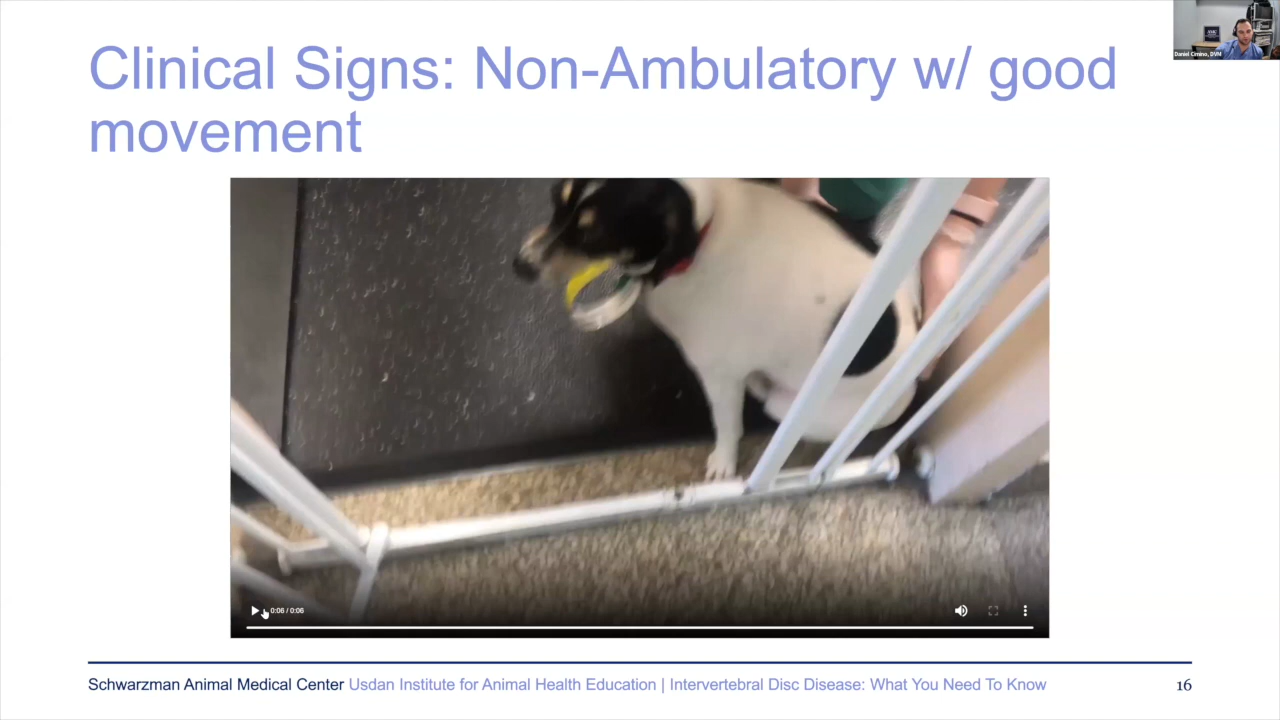 Clinical Signs: Non-Ambulatory w/ good
movement
Daniel Cimino, DVM
0:06 / 0:06
Schwarzman Animal Medical Center Usdan Institute for Animal Health Education | Intervertebral Disc Disease: What You Need To Know
16